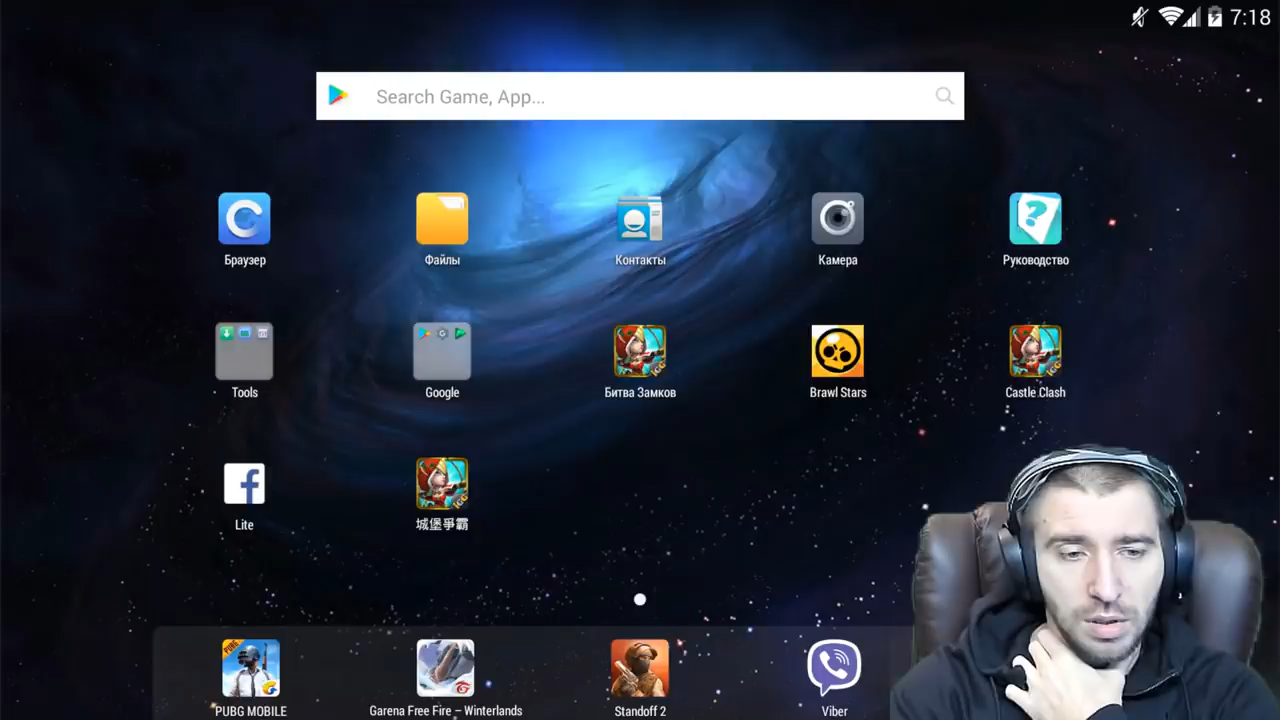 7:18
Search Game, App...
Браузер
Файлы
Контакты
Камера
Руководство
Tools
Google
Битва Замков
Brawl Stars
Castle Clash
Lite
城堡爭霸
PUBG MOBILE
Garena Free Fire – Winterlands
Standoff 2
Viber